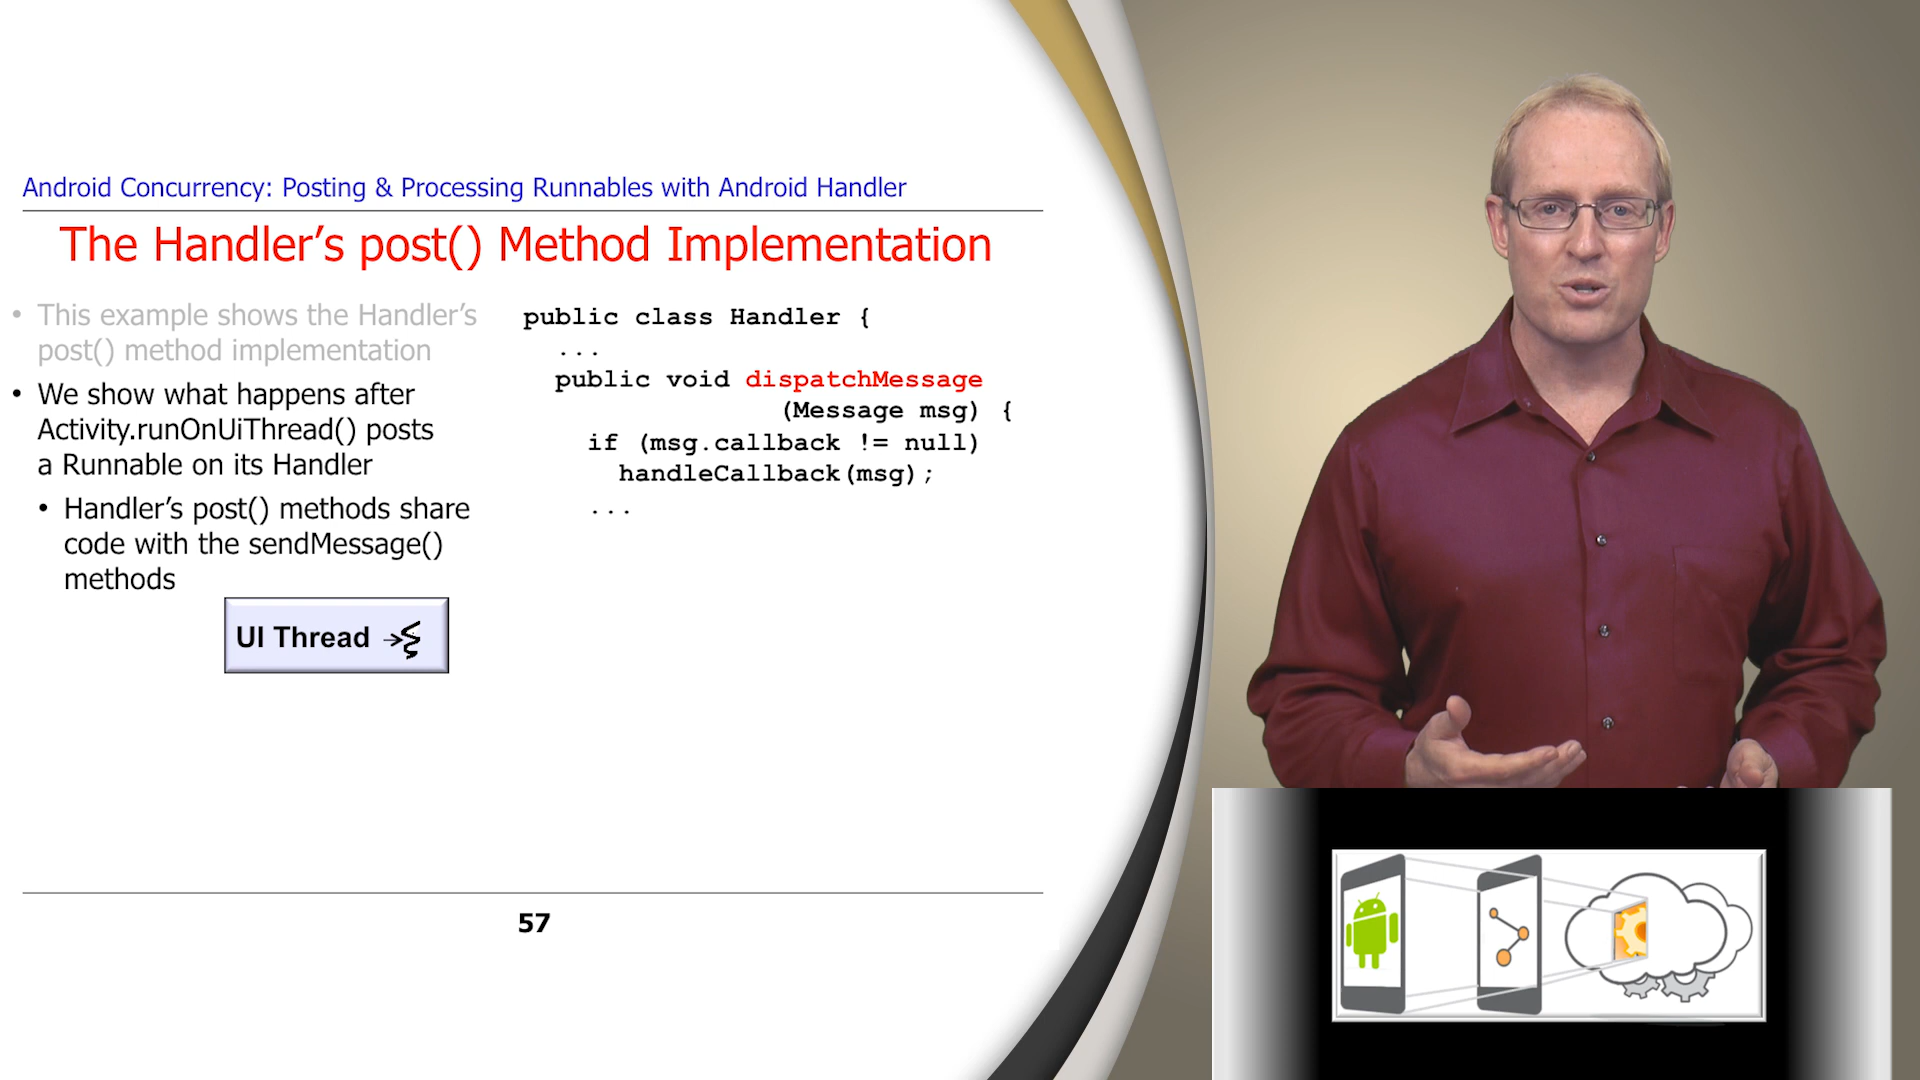 Android Concurrency: Posting & Processing Runnables with Android Handler
The Handler’s post() Method Implementation
• This example shows the Handler’s
post() method implementation
• We show what happens after
Activity.runOnUiThread() posts
a Runnable on its Handler
• Handler’s post() methods share
code with the sendMessage()
methods
UI Thread
public class Handler {
...
public void dispatchMessage
(Message msg) {
if (msg.callback != null)
handleCallback(msg);
...
57